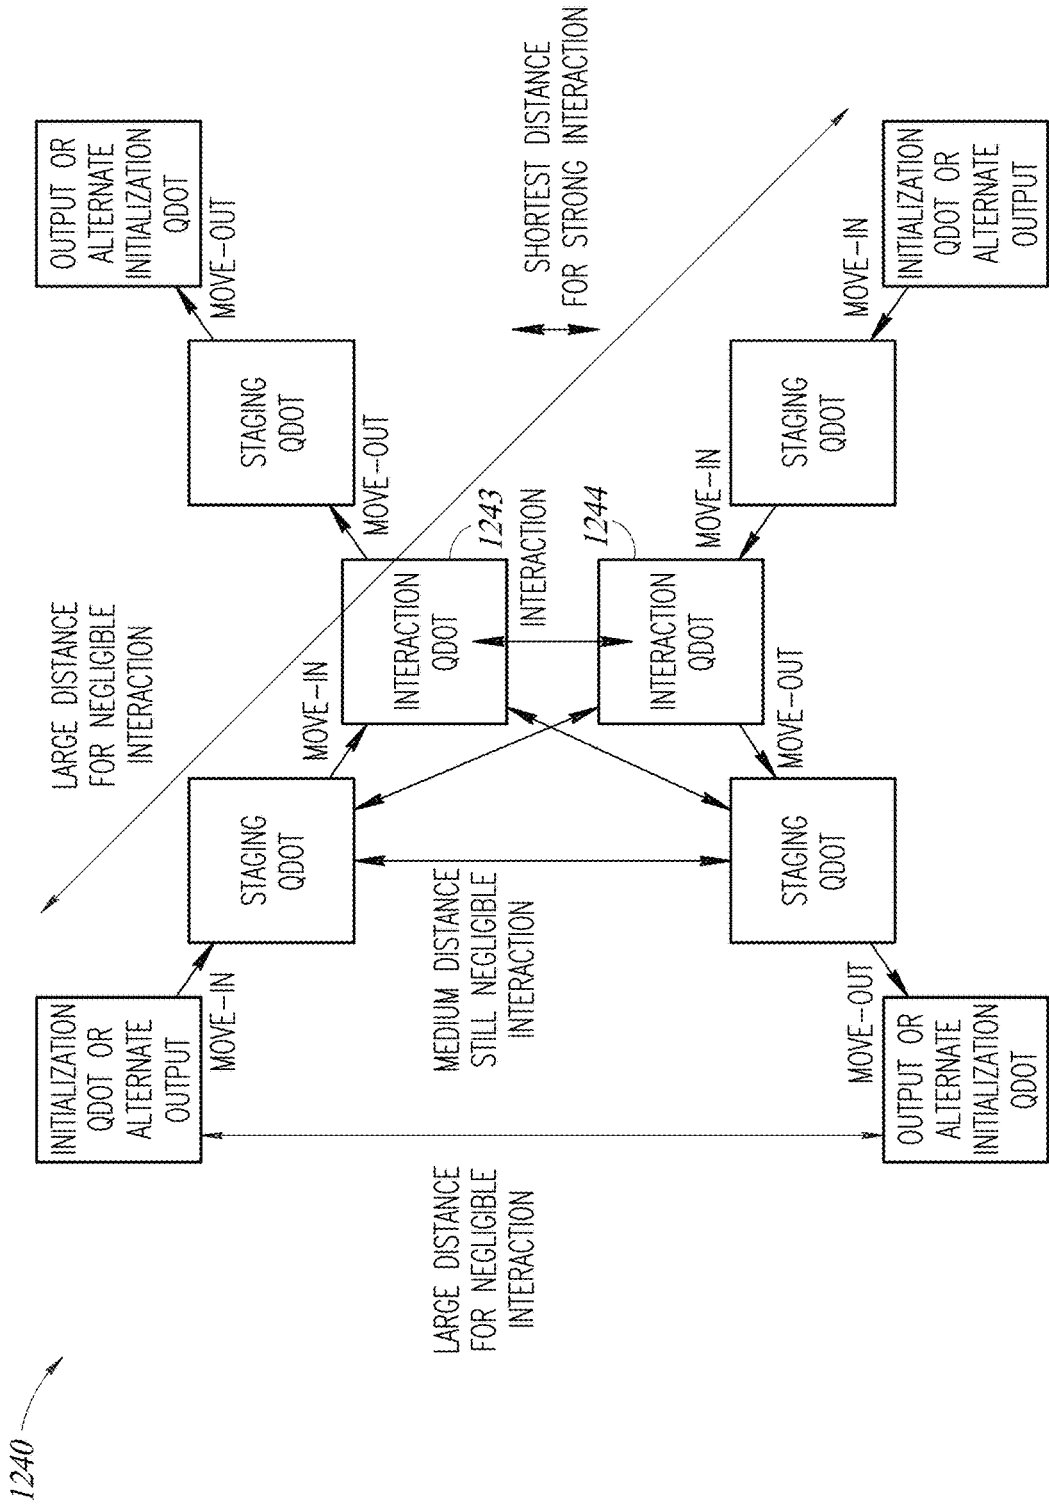 1240
INITIALIZATION
QDOT OR
ALTERNATE
OUTPUT
MOVE-IN
STAGING
QDOT
MOVE-IN
LARGE DISTANCE
FOR NEGLIGIBLE
INTERACTION
OUTPUT OR
ALTERNATE
INITIALIZATION
QDOT
MOVE-OUT
STAGING
QDOT
MOVE-OUT
INTERACTION
QDOT
1243
LARGE DISTANCE
FOR NEGLIGIBLE
INTERACTION
MEDIUM DISTANCE
STILL NEGLIGIBLE
INTERACTION
INTERACTION
SHORTEST DISTANCE
FOR STRONG INTERACTION
1244
INTERACTION
QDOT
MOVE-OUT
STAGING
QDOT
MOVE-OUT
OUTPUT OR
ALTERNATE
INITIALIZATION
QDOT
MOVE-IN
STAGING
QDOT
MOVE-IN
INITIALIZATION
QDOT OR
ALTERNATE
OUTPUT